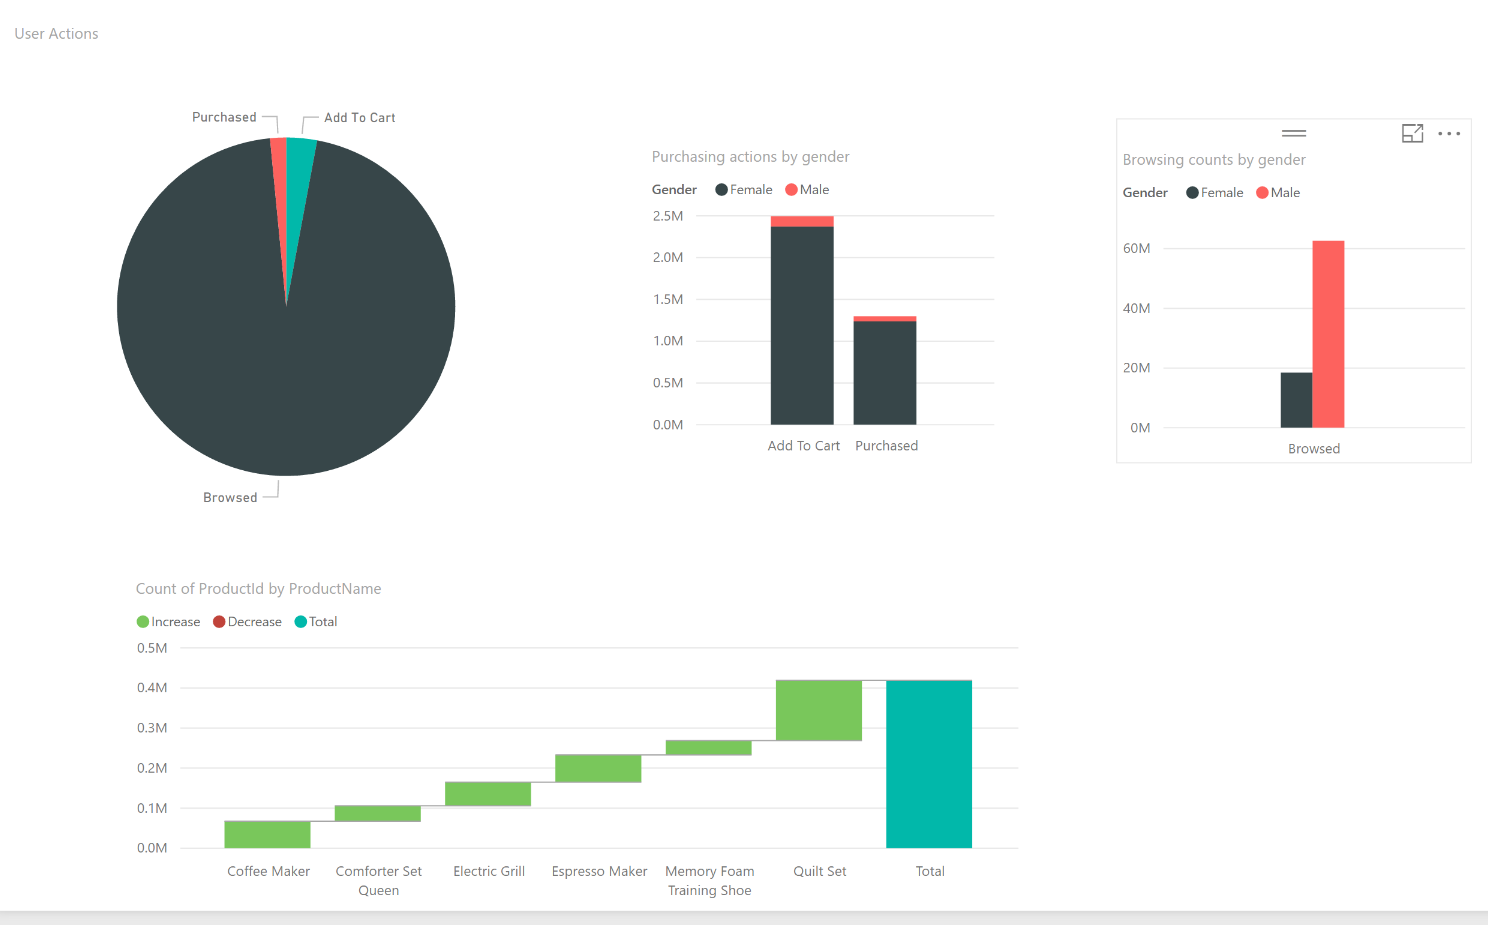 User Actions
Purchased
Add To Cart
Browsed
Purchasing actions by gender
Gender Female Male
2.5M
2.0M
1.5M
1.0M
0.5M
0.0M
Add To Cart Purchased
Browsing counts by gender
Gender Female Male
60M
40M
20M
0M
Browsed
Count of ProductId by ProductName
Increase Decrease Total
0.5M
0.4M
0.3M
0.2M
0.1M
0.0M
Coffee Maker Comforter Set Electric Grill Espresso Maker Memory Foam Quilt Set Total
Queen Training Shoe